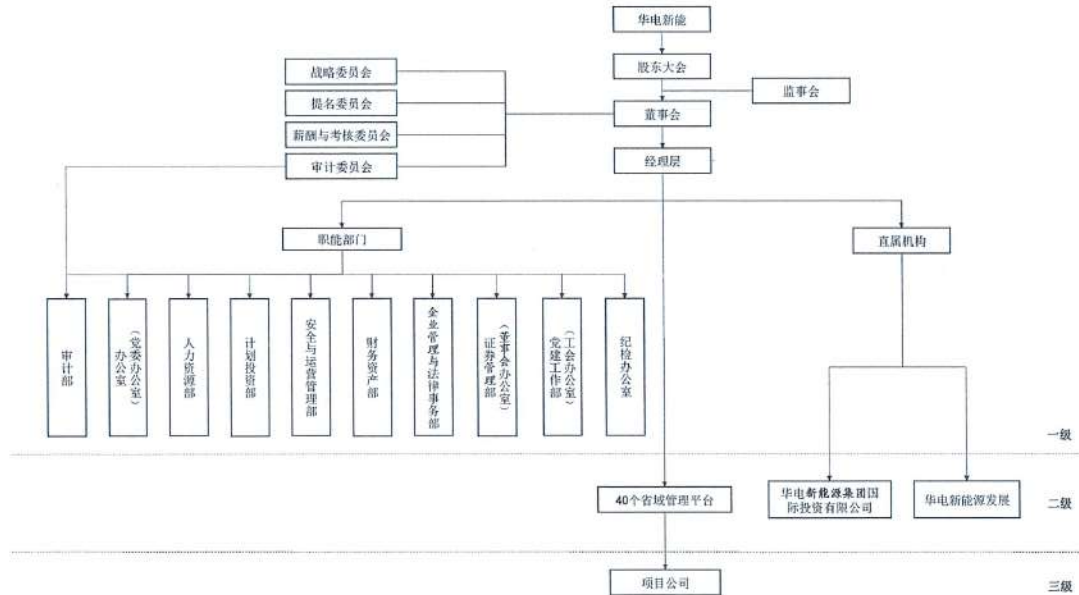 华电新能
股东大会
监事会
战略委员会
提名委员会
薪酬与考核委员会
审计委员会
董事会
经理层
职能部门
直属机构
审计部
办公室
（党委办公室）
人力资源部
计划投资部
安全与运营管理部
财务资产部
企业管理与法律事务部
证券管理部
（董事会办公室）
党建工作部
（工会办公室）
纪检办公室
一级
40个省域管理平台
华电新能源集团国
际投资有限公司
华电新能源发展
二级
项目公司
三级